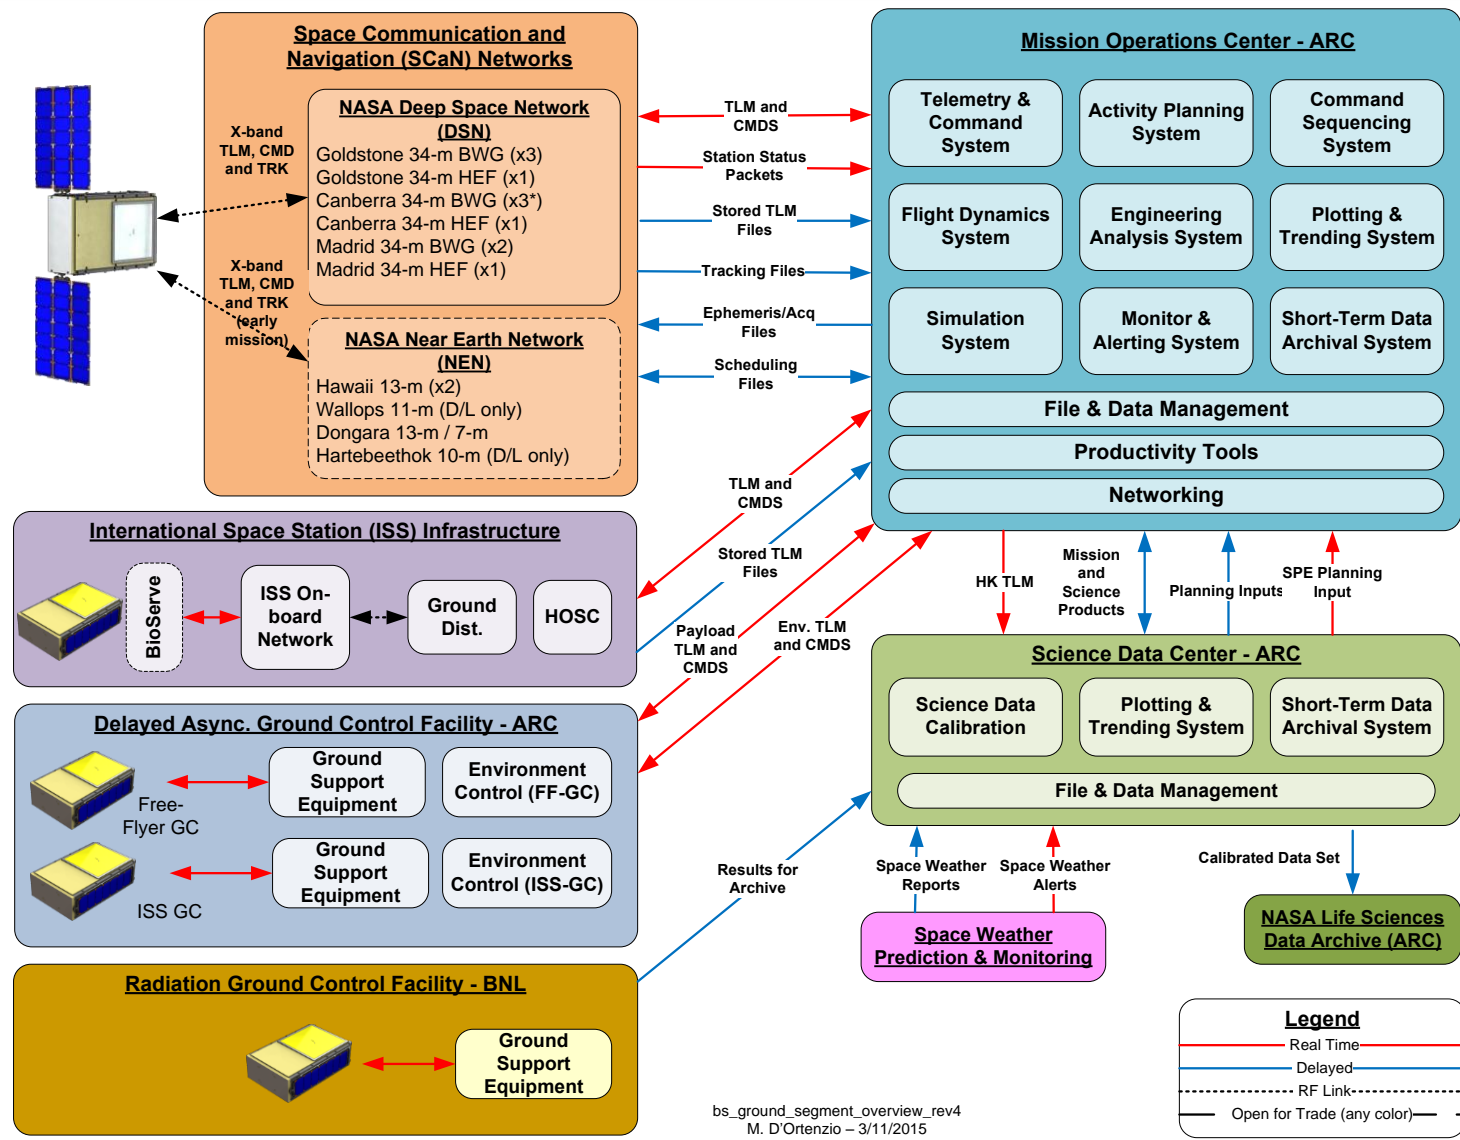 Space Communication and
Navigation (SCaN) Networks
NASA Deep Space Network
(DSN)
Goldstone 34-m BWG (x3)
Goldstone 34-m HEF (x1)
Canberra 34-m BWG (x3*)
Canberra 34-m HEF (x1)
Madrid 34-m BWG (x2)
Madrid 34-m HEF (x1)
NASA Near Earth Network
(NEN)
Hawaii 13-m (x2)
Wallops 11-m (D/L only)
Dongara 13-m / 7-m
Hartebeethok 10-m (D/L only)
X-band
TLM, CMD
and TRK
X-band
TLM, CMD
and TRK
(early
mission)
TLM and
CMDS
Station Status
Packets
Stored TLM
Files
Tracking Files
Ephemeris/Acq
Files
Scheduling
Files
TLM and
CMDS
Stored TLM
Files
Payload
TLM and
CMDS
Env. TLM
and CMDS
Mission Operations Center - ARC
Telemetry &
Command
System
Activity Planning
System
Command
Sequencing
System
Flight Dynamics
System
Engineering
Analysis System
Plotting &
Trending System
Simulation
System
Monitor &
Alerting System
Short-Term Data
Archival System
File & Data Management
Productivity Tools
Networking
International Space Station (ISS) Infrastructure
BioServe
ISS On-
board
Network
Ground
Dist.
HOSC
HK TLM
Mission
and
Science
Products
Planning Inputs
SPE Planning
Input
Science Data Center - ARC
Science Data
Calibration
Plotting &
Trending System
Short-Term Data
Archival System
File & Data Management
Delayed Async. Ground Control Facility - ARC
Free-
Flyer GC
Ground
Support
Equipment
Environment
Control (FF-GC)
ISS GC
Ground
Support
Equipment
Environment
Control (ISS-GC)
Results for
Archive
Space Weather
Reports
Space Weather
Alerts
Calibrated Data Set
Space Weather
Prediction & Monitoring
NASA Life Sciences
Data Archive (ARC)
Radiation Ground Control Facility - BNL
Ground
Support
Equipment
Legend
Real Time
Delayed
RF Link
Open for Trade (any color)
bs_ground_segment_overview_rev4
M. D'Ortenzio – 3/11/2015